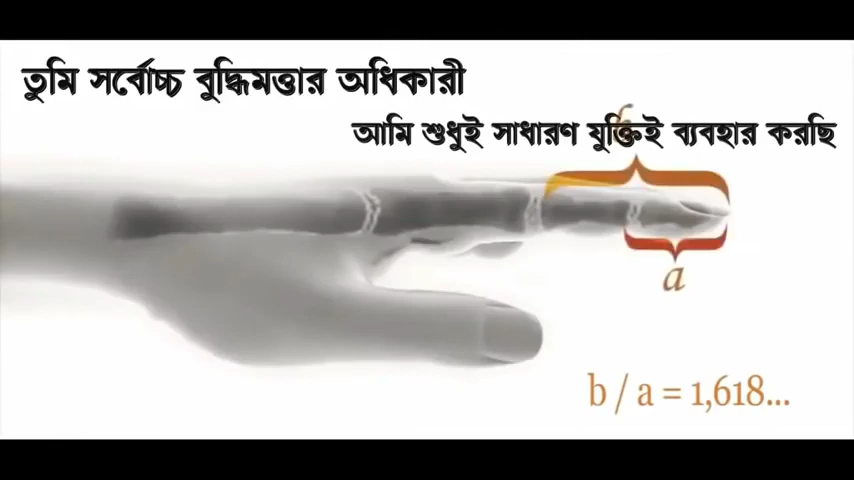 তুমি সর্বোচ্চ বুদ্ধিমত্তার অধিকারী
আমি শুধুই সাধারণ যুক্তিই ব্যবহার করছি
a
b / a = 1,618...